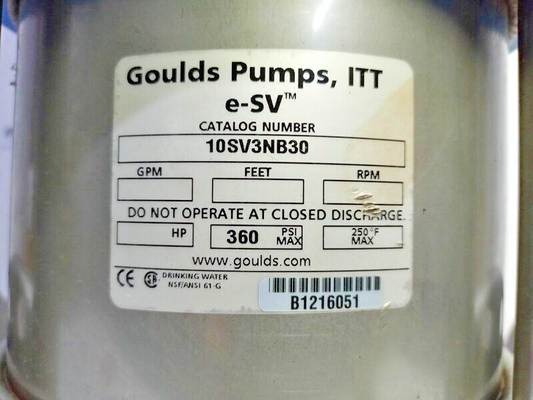 Goulds Pumps, ITT
e-SV™
CATALOG NUMBER
10SV3NB30
GPM FEET RPM
DO NOT OPERATE AT CLOSED DISCHARGE.
HP 360 PSI MAX 250°F MAX
www.goulds.com
CE DRINKING WATER
NSF/ANSI 61-G
B1216051